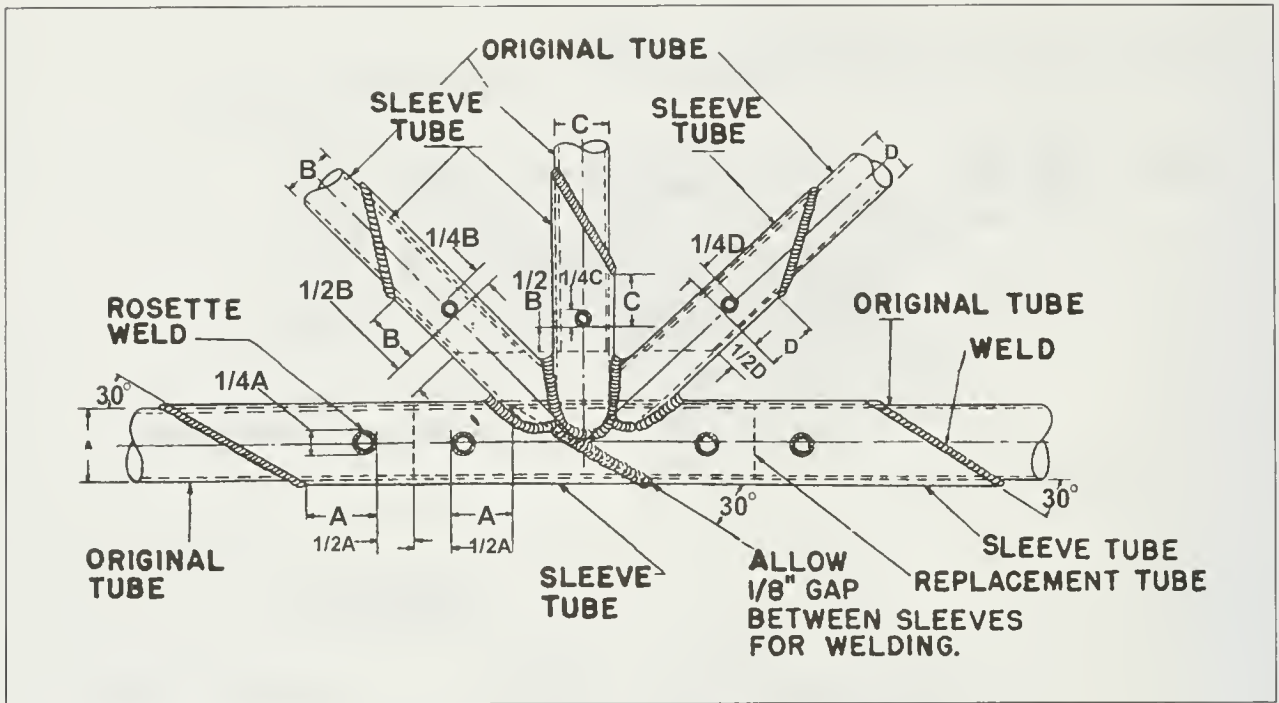 ORIGINAL TUBE
SLEEVE
TUBE
C
SLEEVE
TUBE
D
B
1/4B
1/2
B
1/4C
C
1/4D
1/2B
B
D
1/2D
ROSETTE
WELD
ORIGINAL TUBE
WELD
1/4A
30°
A
A
1/2A
A
1/2A
30°
30°
ORIGINAL
TUBE
SLEEVE
TUBE
ALLOW
1/8" GAP
BETWEEN SLEEVES
FOR WELDING.
SLEEVE TUBE
REPLACEMENT TUBE